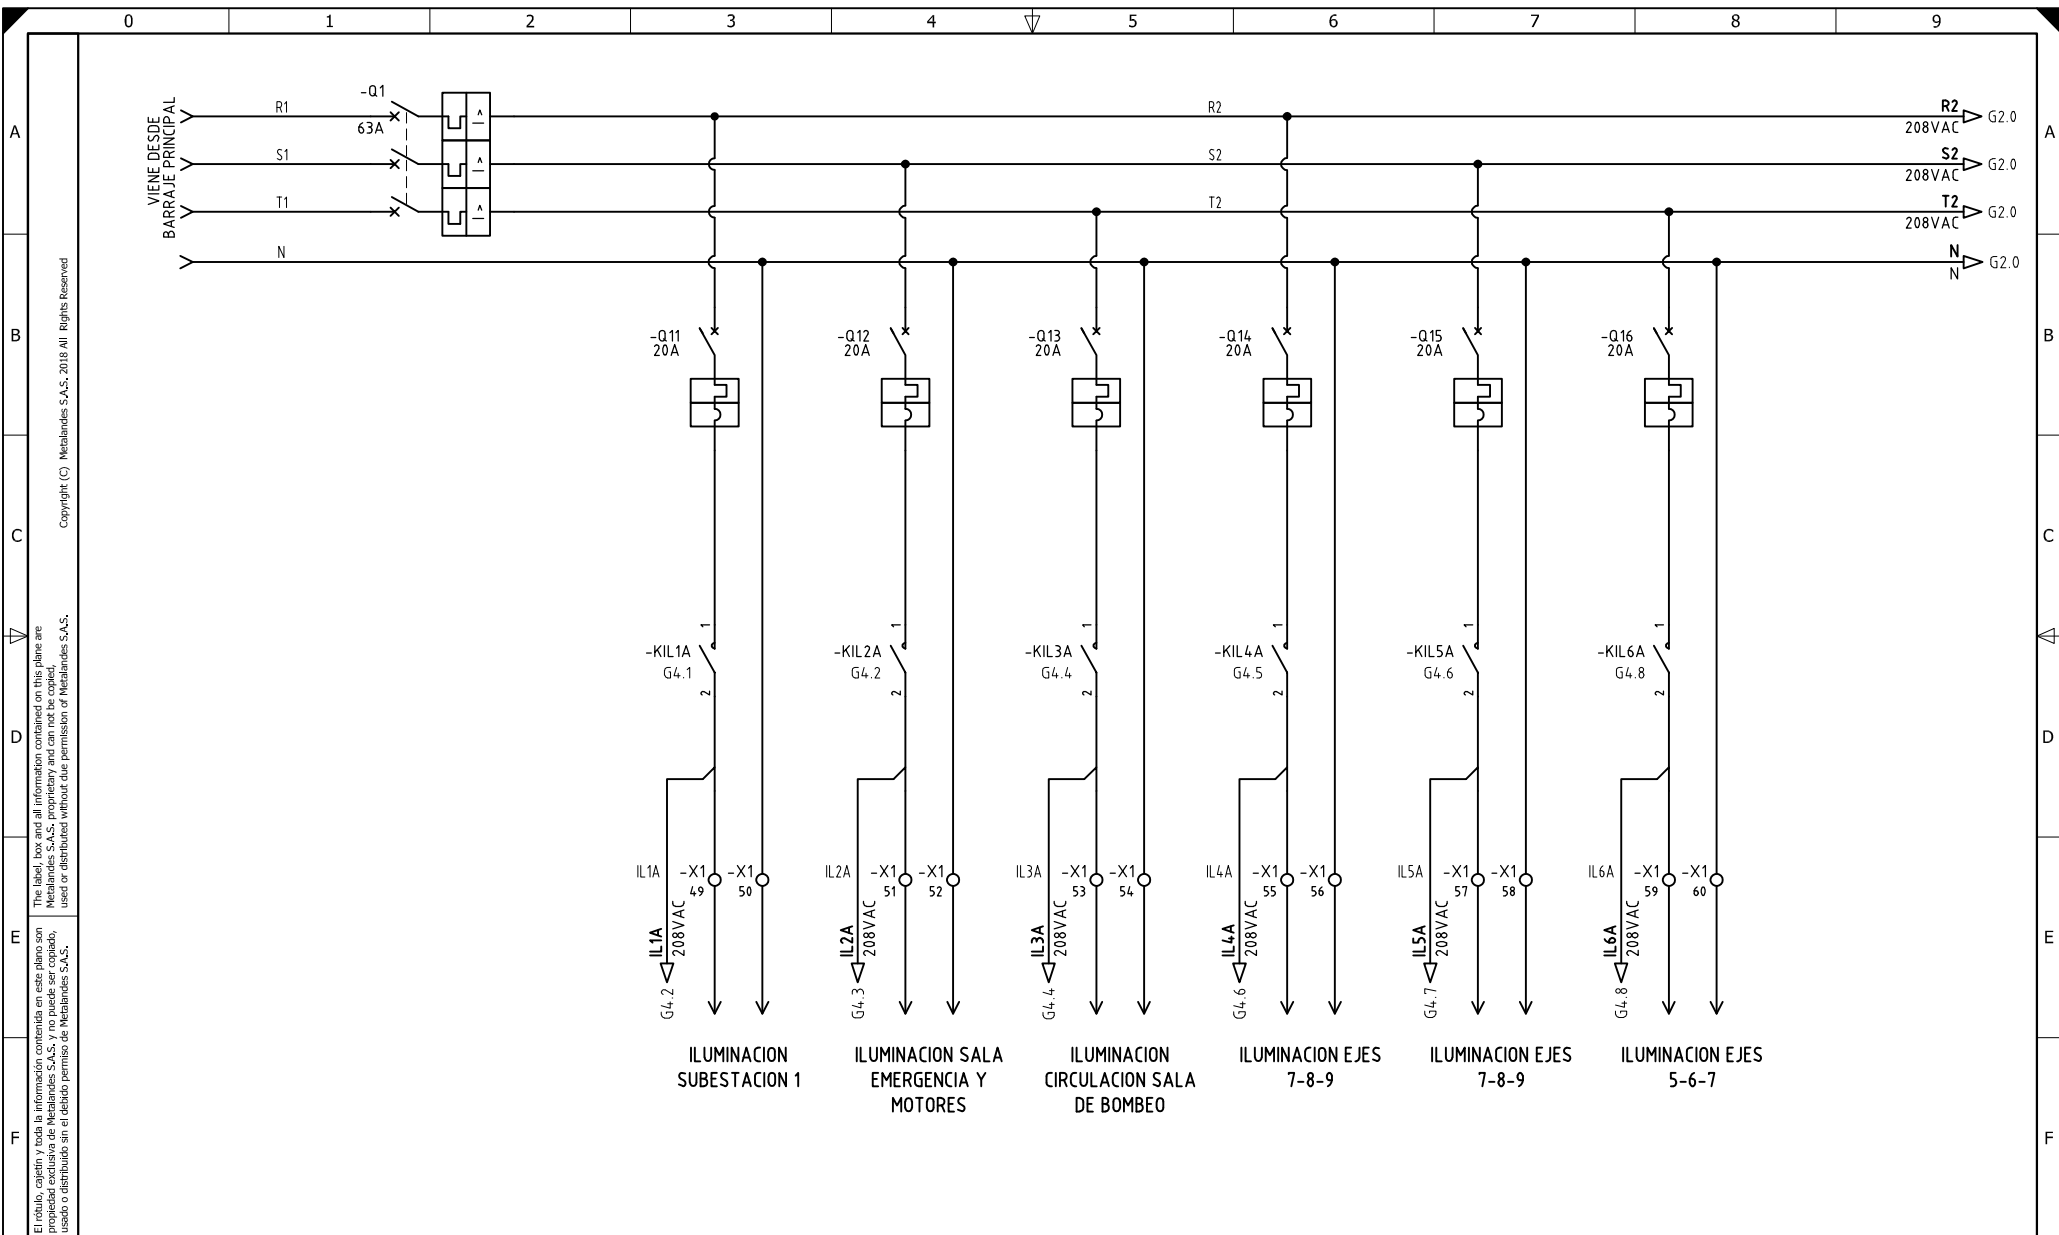 0 1 2 3 4 5 6 7 8 9
A A
B B
C C
D D
E E
F F
VIENE DESDE
BARRAJE PRINCIPAL
R1
S1
T1
N
-Q1
63A
R2
S2
T2
R2
208VAC
G2.0
S2
208VAC
G2.0
T2
208VAC
G2.0
N
N
G2.0
-Q11
20A
-Q12
20A
-Q13
20A
-Q14
20A
-Q15
20A
-Q16
20A
1
-KIL1A
G4.1
2
1
-KIL2A
G4.2
2
1
-KIL3A
G4.4
2
1
-KIL4A
G4.5
2
1
-KIL5A
G4.6
2
1
-KIL6A
G4.8
2
IL1A
-X1
49
-X1
50
IL2A
-X1
51
-X1
52
IL3A
-X1
53
-X1
54
IL4A
-X1
55
-X1
56
IL5A
-X1
57
-X1
58
IL6A
-X1
59
-X1
60
IL1A
208VAC
G4.2
IL2A
208VAC
G4.3
IL3A
208VAC
G4.4
IL4A
208VAC
G4.6
IL5A
208VAC
G4.7
IL6A
208VAC
G4.8
ILUMINACION
SUBESTACION 1
ILUMINACION SALA
EMERGENCIA Y
MOTORES
ILUMINACION
CIRCULACION SALA
DE BOMBEO
ILUMINACION EJES
7-8-9
ILUMINACION EJES
7-8-9
ILUMINACION EJES
5-6-7
Copyright (C) Metalandes S.A.S. 2018 All Rights Reserved
The label, box and all information contained on this plane are
Metalandes S.A.S. proprietary and can not be copied,
used or distributed without due permission of Metalandes S.A.S.
El rótulo, cajetín y toda la información contenida en este plano son
propiedad exclusiva de Metalandes S.A.S. y no puede ser copiado,
usado o distribuido sin el debido permiso de Metalandes S.A.S.